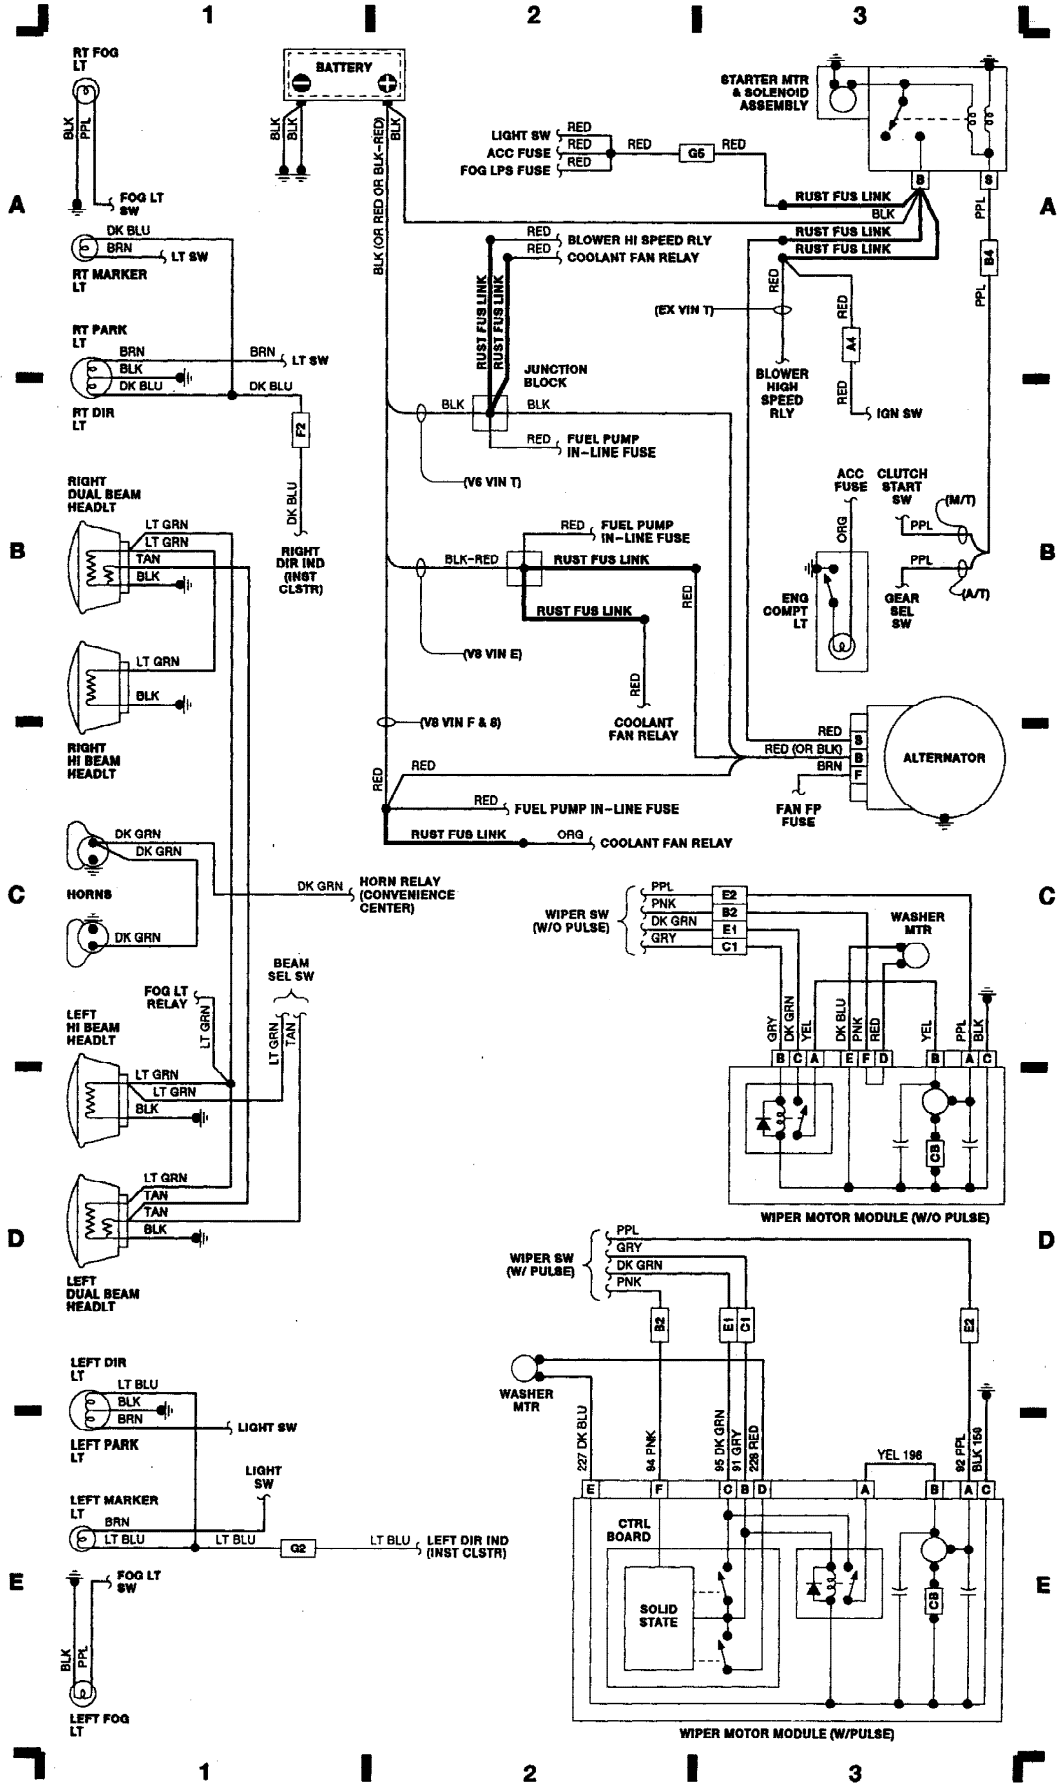 1 2 3
RT FOG
LT
BLK
PPL
FOG LT
SW
A
DK BLU
BRN
LT SW
RT MARKER
LT
RT PARK
LT
BRN
BRN
LT SW
BLK
DK BLU
DK BLU
RT DIR
LT
F2
DK BLU
RIGHT
DIR IND
(INST
CLSTR)
BATTERY
BLK
BLK
BLK (OR RED OR BLK-RED)
BLK
LIGHT SW
RED
ACC FUSE
RED
FOG LPS FUSE
RED
RED
G5
RED
STARTER MTR
& SOLENOID
ASSEMBLY
B
S
RUST FUS LINK
BLK
RUST FUS LINK
RUST FUS LINK
PPL
B4
PPL
A
RED
BLOWER HI SPEED RLY
RED
COOLANT FAN RELAY
RUST FUS LINK
RUST FUS LINK
(EX VIN T)
RED
RED
A4
RED
BLOWER
HIGH
SPEED
RLY
IGN SW
JUNCTION
BLOCK
BLK
BLK
RED
FUEL PUMP
IN-LINE FUSE
(V6 VIN T)
RIGHT
DUAL BEAM
HEADLT
B
LT GRN
LT GRN
TAN
BLK
LT GRN
BLK
RIGHT
HI BEAM
HEADLT
RED
FUEL PUMP
IN-LINE FUSE
BLK-RED
RUST FUS LINK
RUST FUS LINK
RED
(V8 VIN E)
RED
COOLANT
FAN RELAY
(V8 VIN F & 8)
ACC
FUSE
CLUTCH
START
SW
(M/T)
ORG
PPL
PPL
B
ENG
COMPT
LT
GEAR
SEL
SW
(A/T)
RED
S
RED (OR BLK)
B
BRN
F
ALTERNATOR
FAN FP
FUSE
RED
RED
RED
FUEL PUMP IN-LINE FUSE
RUST FUS LINK
ORG
COOLANT FAN RELAY
DK GRN
DK GRN
HORNS
C
DK GRN
HORN RELAY
(CONVENIENCE
CENTER)
DK GRN
BEAM
SEL SW
FOG LT
RELAY
LT GRN
LT GRN
TAN
LEFT
HI BEAM
HEADLT
LT GRN
LT GRN
BLK
LT GRN
TAN
TAN
BLK
D
LEFT
DUAL BEAM
HEADLT
WIPER SW
(W/O PULSE)
PPL
E2
PNK
B2
DK GRN
E1
GRY
C1
WASHER
MTR
C
GRY
DK GRN
YEL
DK BLU
PNK
RED
YEL
PPL
BLK
B C A E F D B A C
CB
WIPER MOTOR MODULE (W/O PULSE)
WIPER SW
(W/ PULSE)
PPL
GRY
DK GRN
PNK
D
B2
E1
C1
E2
WASHER
MTR
227 DK BLU
94 PNK
95 DK GRN
91 GRY
228 RED
YEL 196
92 PPL
BLK 150
E F C B D A B A C
CTRL
BOARD
SOLID
STATE
CB
WIPER MOTOR MODULE (W/PULSE)
LEFT DIR
LT
LT BLU
BLK
BRN
LIGHT SW
LEFT PARK
LT
LIGHT
SW
LEFT MARKER
LT
BRN
LT BLU
LT BLU
G2
LT BLU
LEFT DIR IND
(INST CLSTR)
E
FOG LT
SW
BLK
PPL
LEFT FOG
LT
E
1 2 3